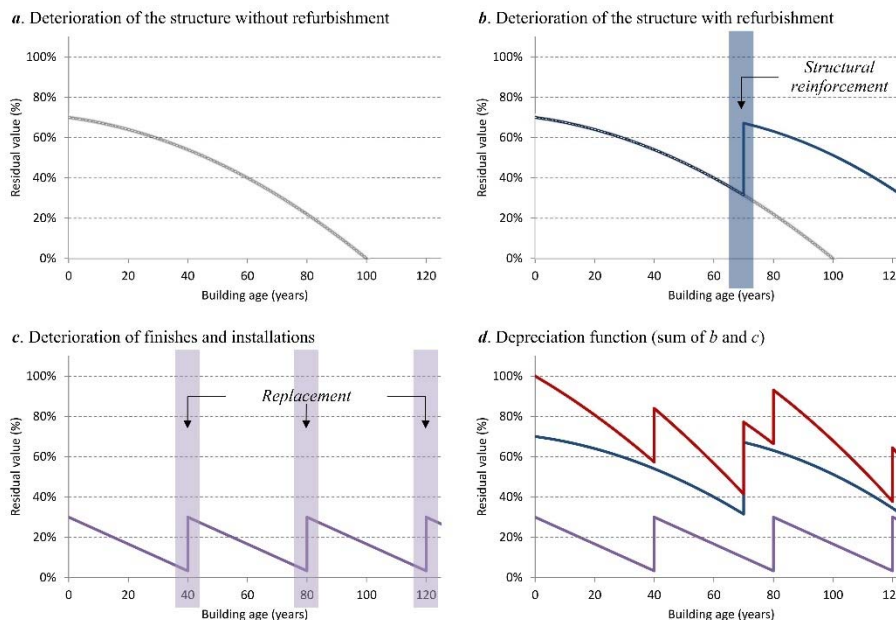 a. Deterioration of the structure without refurbishment
100%
80%
60%
40%
20%
0%
Residual value (%)
0 20 40 60 80 100 120
Building age (years)
b. Deterioration of the structure with refurbishment
Structural
reinforcement
100%
80%
60%
40%
20%
0%
Residual value (%)
0 20 40 60 80 100 120
Building age (years)
c. Deterioration of finishes and installations
Replacement
100%
80%
60%
40%
20%
0%
Residual value (%)
0 20 40 60 80 100 120
Building age (years)
d. Depreciation function (sum of b and c)
100%
80%
60%
40%
20%
0%
Residual value (%)
0 20 40 60 80 100 120
Building age (years)